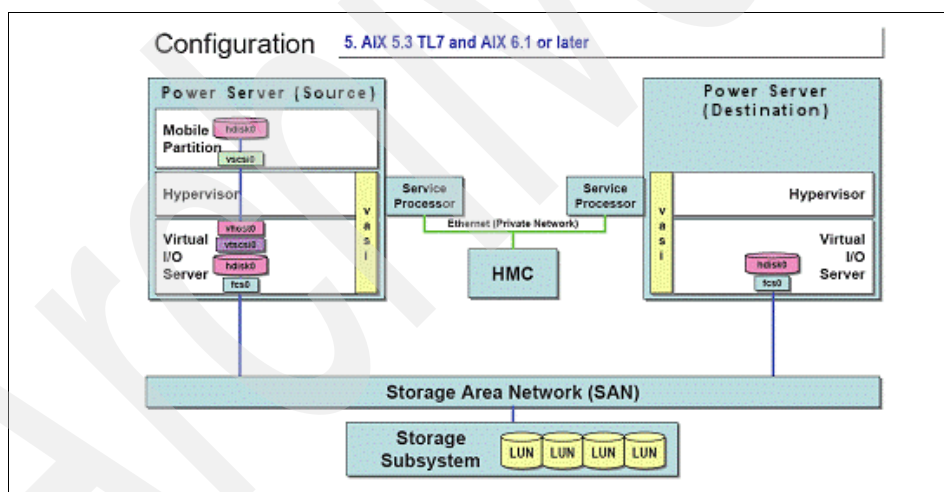 Configuration 5. AIX 5.3 TL7 and AIX 6.1 or later
Power Server (Source)
Mobile
Partition
hdisk0
vscsi0
Hypervisor
Virtual
I/O
Server
vhost0
vtscsi0
hdisk0
fcs0
vasi
Service
Processor
Service
Processor
Ethernet (Private Network)
HMC
Power Server
(Destination)
vasi
Hypervisor
Virtual
I/O
Server
hdisk0
fcs0
Storage Area Network (SAN)
Storage
Subsystem
LUN LUN LUN LUN